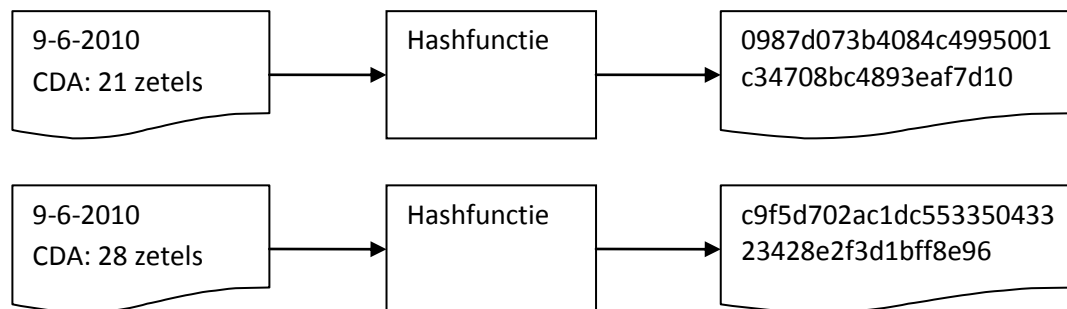 9-6-2010
CDA: 21 zetels
Hashfunctie
0987d073b4084c4995001
c34708bc4893eaf7d10
9-6-2010
CDA: 28 zetels
Hashfunctie
c9f5d702ac1dc553350433
23428e2f3d1bff8e96